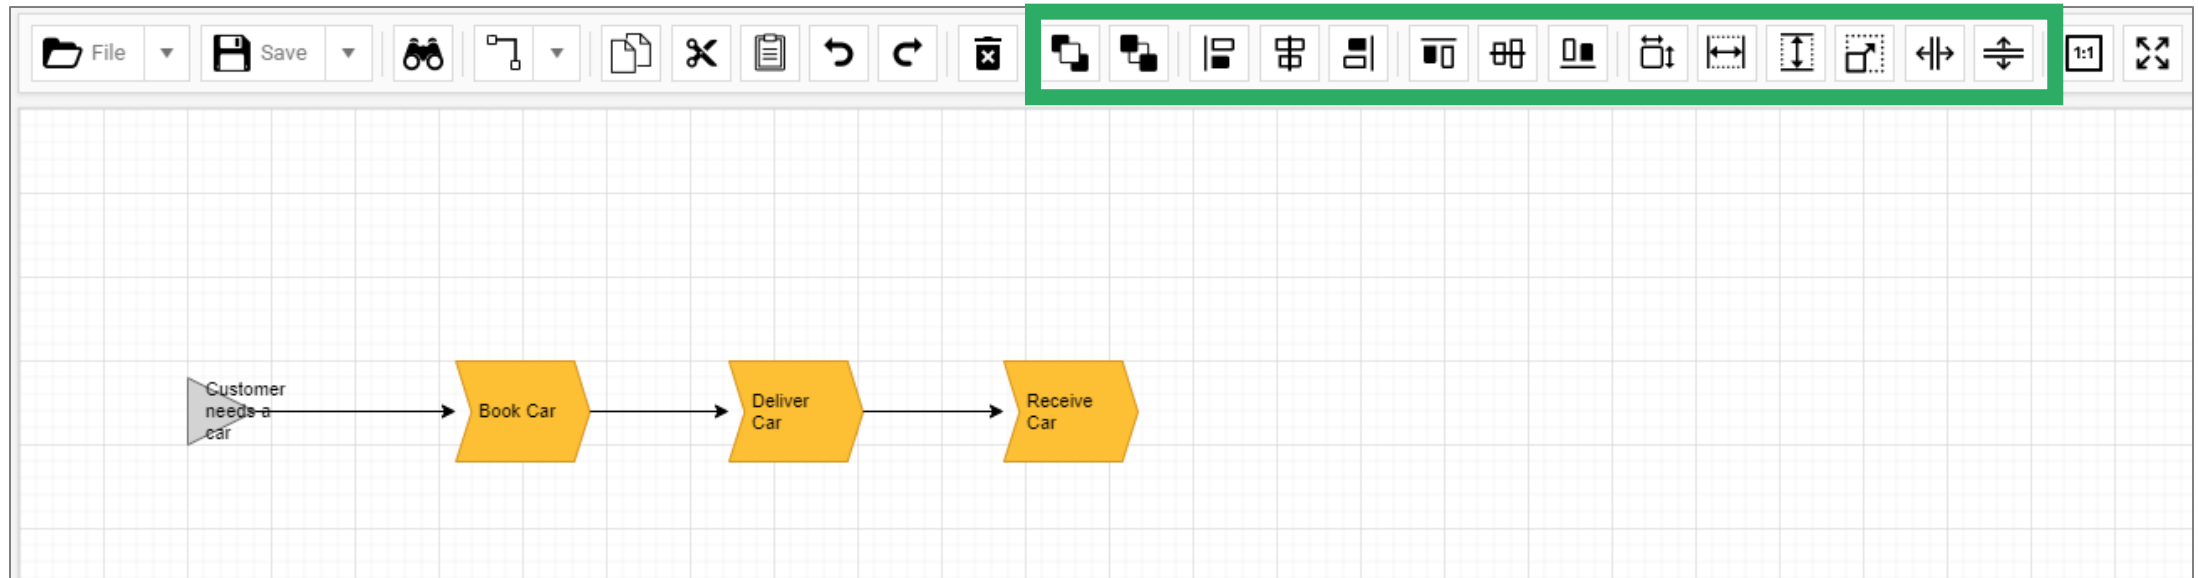 File
Save
1:1
Customer
needs a
car
Book Car
Deliver
Car
Receive
Car